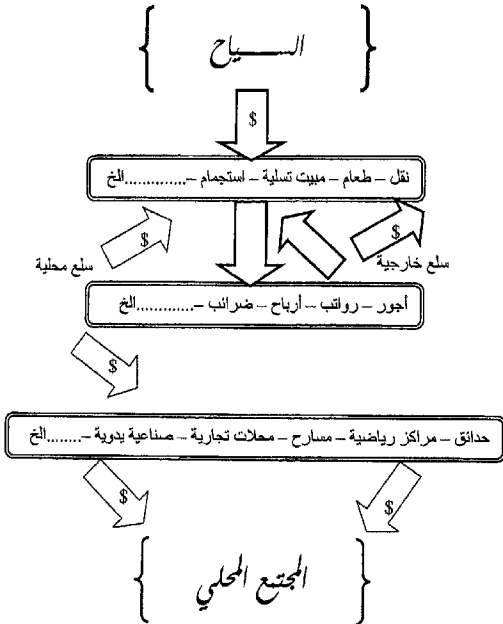 السياح
$
نقل – طعام – مبيت تسلية – استجمام –..............الخ
$
$
سلع محلية
سلع خارجية
أجور – رواتب – أرباح – ضرائب –.............الخ
$
حدائق – مراكز رياضية – مسارح – محلات تجارية – صناعية يدوية –........الخ
$
$
المجتمع المحلي